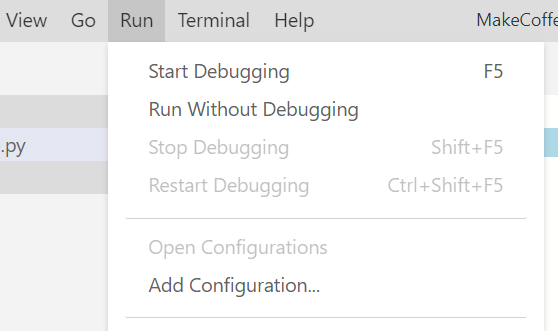 View Go Run Terminal Help MakeCoffe
Start Debugging F5
Run Without Debugging
.py
Stop Debugging Shift+F5
Restart Debugging Ctrl+Shift+F5
Open Configurations
Add Configuration...